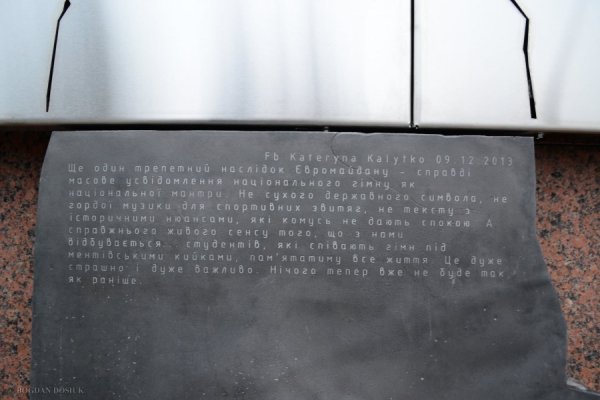 Fb Kateryna Kalytko 09.12.2013
Ще один трепетний наслідок Євромайдану - справді
масове усвідомлення національного гімну як
національної мантри. Не сухого державного символа, не
гордої музики для спортивних звитяг, не тексту з
історичними нюансами, які комусь не дають спокою. А
справжнього живого сенсу того, що з нами
відбувається... студентів, які співають гімн під
ментівськими кийками, пам'ятатиму все життя. Це дуже
страшно і дуже важливо. Нічого тепер вже не буде так,
як раніше.
BOGDAN DOSIUK